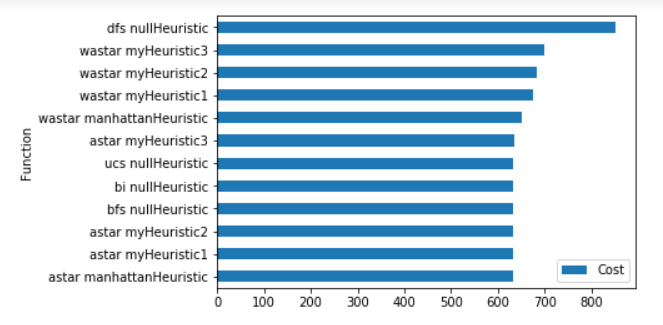 dfs nullHeuristic
wastar myHeuristic3
wastar myHeuristic2
wastar myHeuristic1
wastar manhattanHeuristic
astar myHeuristic3
ucs nullHeuristic
bi nullHeuristic
bfs nullHeuristic
astar myHeuristic2
astar myHeuristic1
astar manhattanHeuristic
Function
Cost
0 100 200 300 400 500 600 700 800